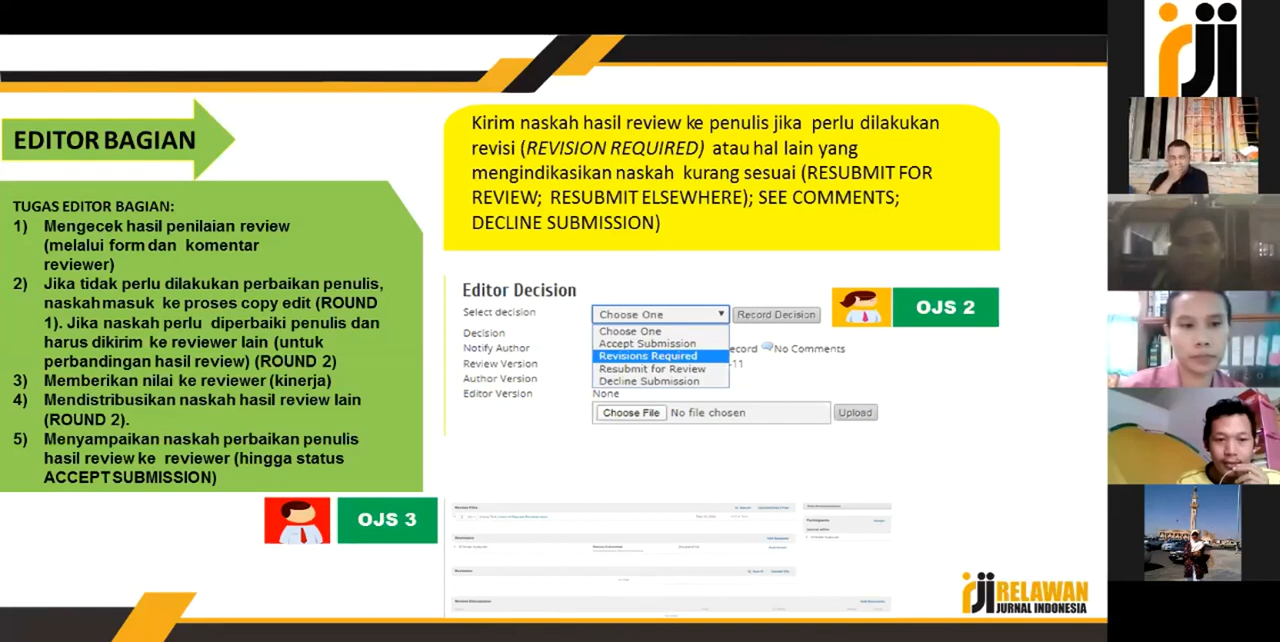 EDITOR BAGIAN
TUGAS EDITOR BAGIAN:
1) Mengecek hasil penilaian review
(melalui form dan komentar
reviewer)
2) Jika tidak perlu dilakukan perbaikan penulis,
naskah masuk ke proses copy edit (ROUND
1). Jika naskah perlu diperbaiki penulis dan
harus dikirim ke reviewer lain (untuk
perbandingan hasil review) (ROUND 2)
3) Memberikan nilai ke reviewer (kinerja)
4) Mendistribusikan naskah hasil review lain
(ROUND 2).
5) Menyampaikan naskah perbaikan penulis
hasil review ke reviewer (hingga status
ACCEPT SUBMISSION)
OJS 3
Kirim naskah hasil review ke penulis jika perlu dilakukan
revisi (REVISION REQUIRED) atau hal lain yang
mengindikasikan naskah kurang sesuai (RESUBMIT FOR
REVIEW; RESUBMIT ELSEWHERE); SEE COMMENTS;
DECLINE SUBMISSION)
Editor Decision
Select decision Choose One Record Decision
Choose One
Accept Submission
Revisions Required
Resubmit for Review
Decline Submission
Decision
Notify Author ecord No Comments
Review Version -11
Author Version
Editor Version None
Choose File No file chosen Upload
OJS 2
Participants
rji RELAWAN
JURNAL INDONESIA
rji